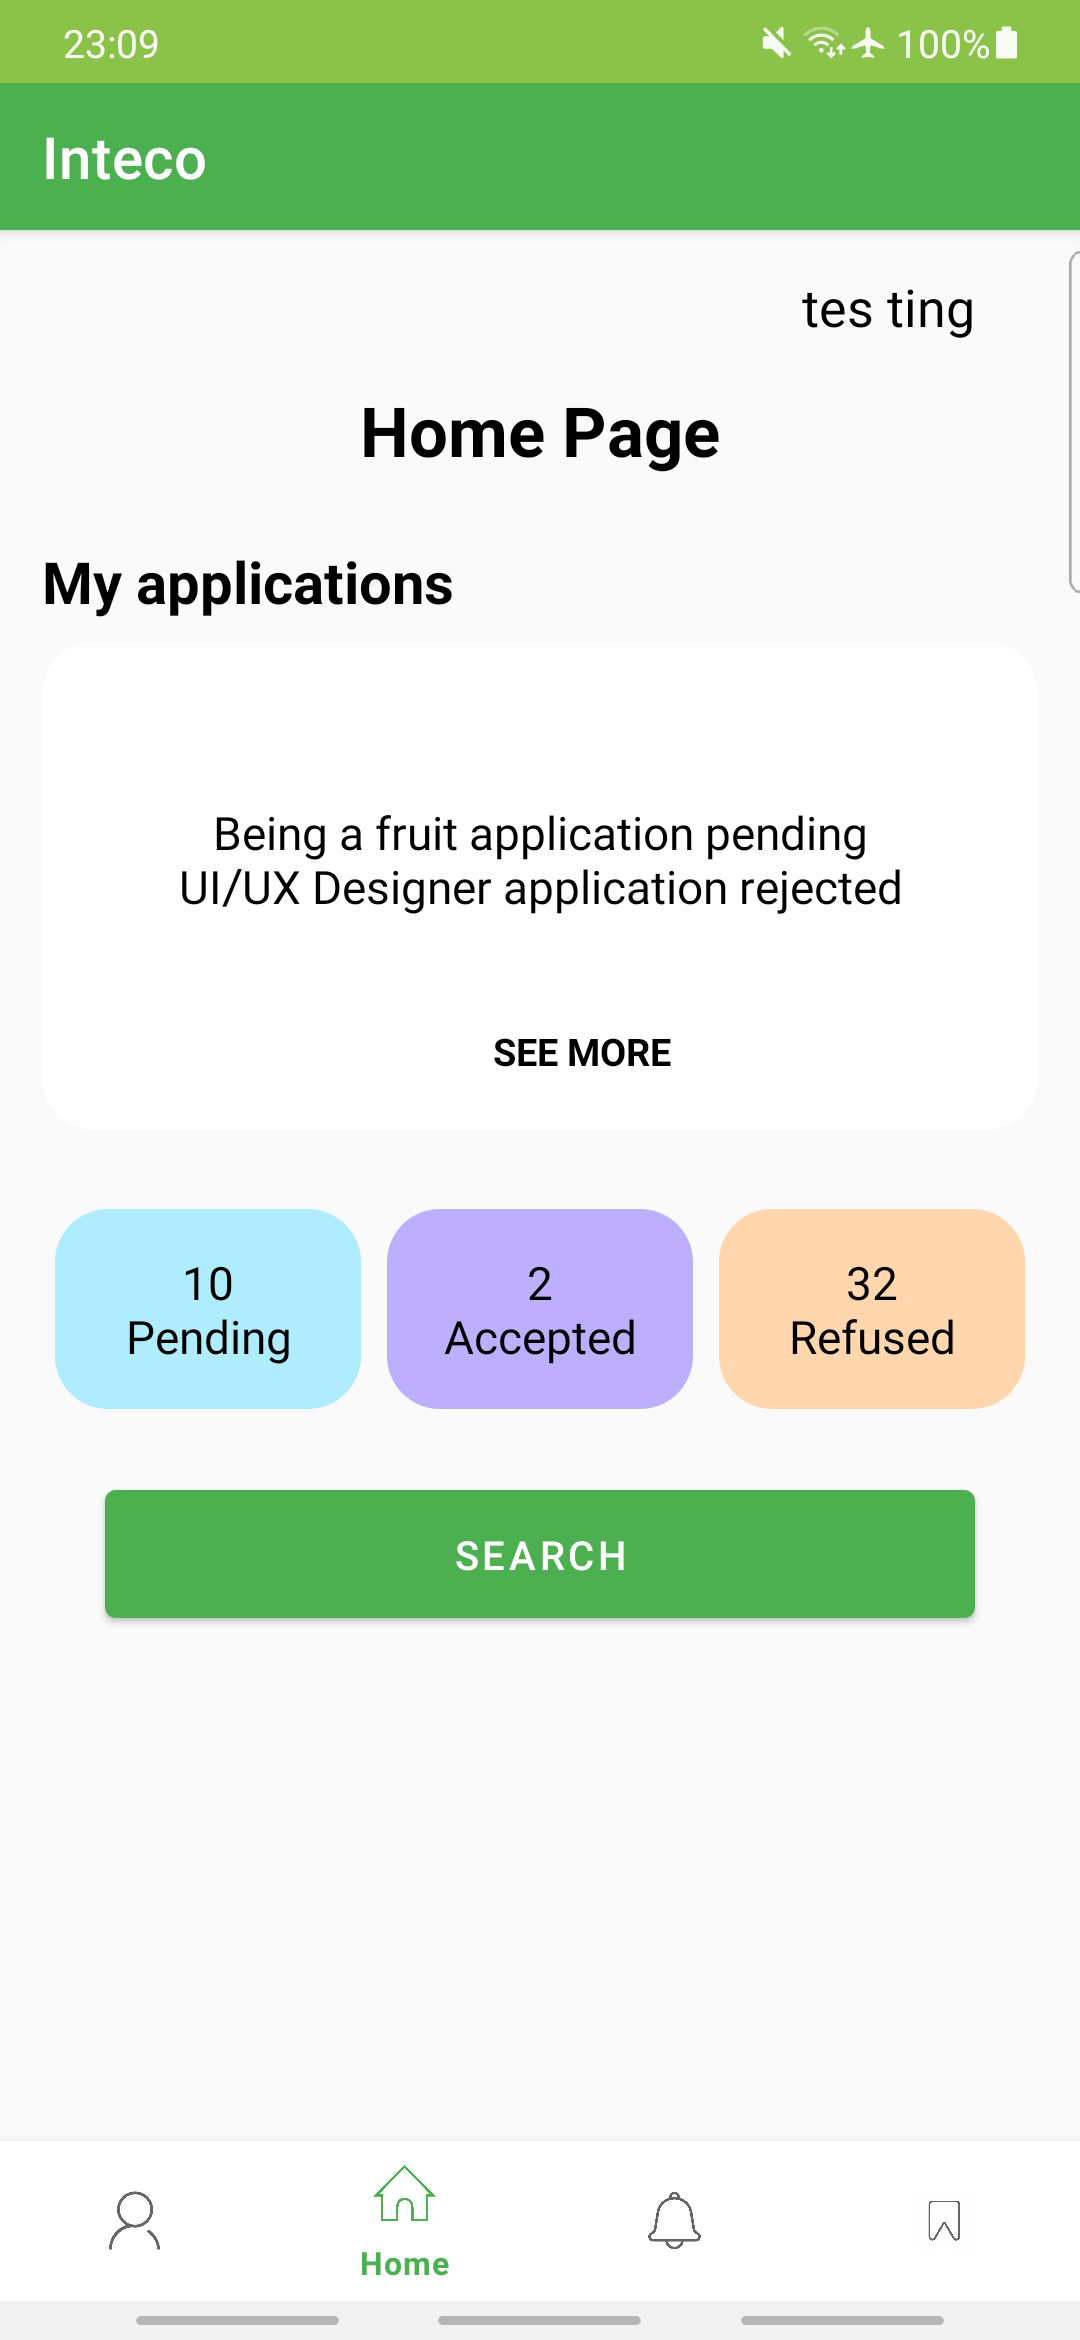 23:09
100%
Inteco
tes ting
Home Page
My applications
Being a fruit application pending
UI/UX Designer application rejected
SEE MORE
10
Pending
2
Accepted
32
Refused
SEARCH
Home